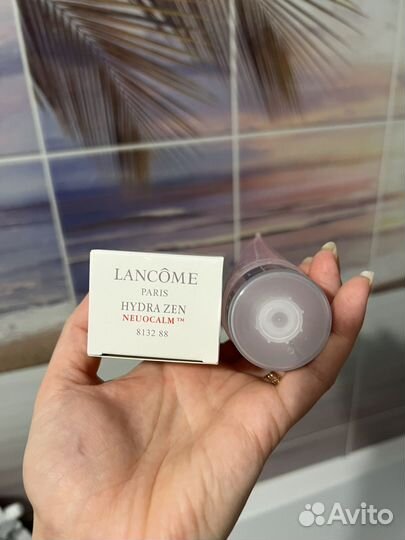 LANCÔME
PARIS
HYDRA ZEN
NEUOCALM™
8132 88
Avito